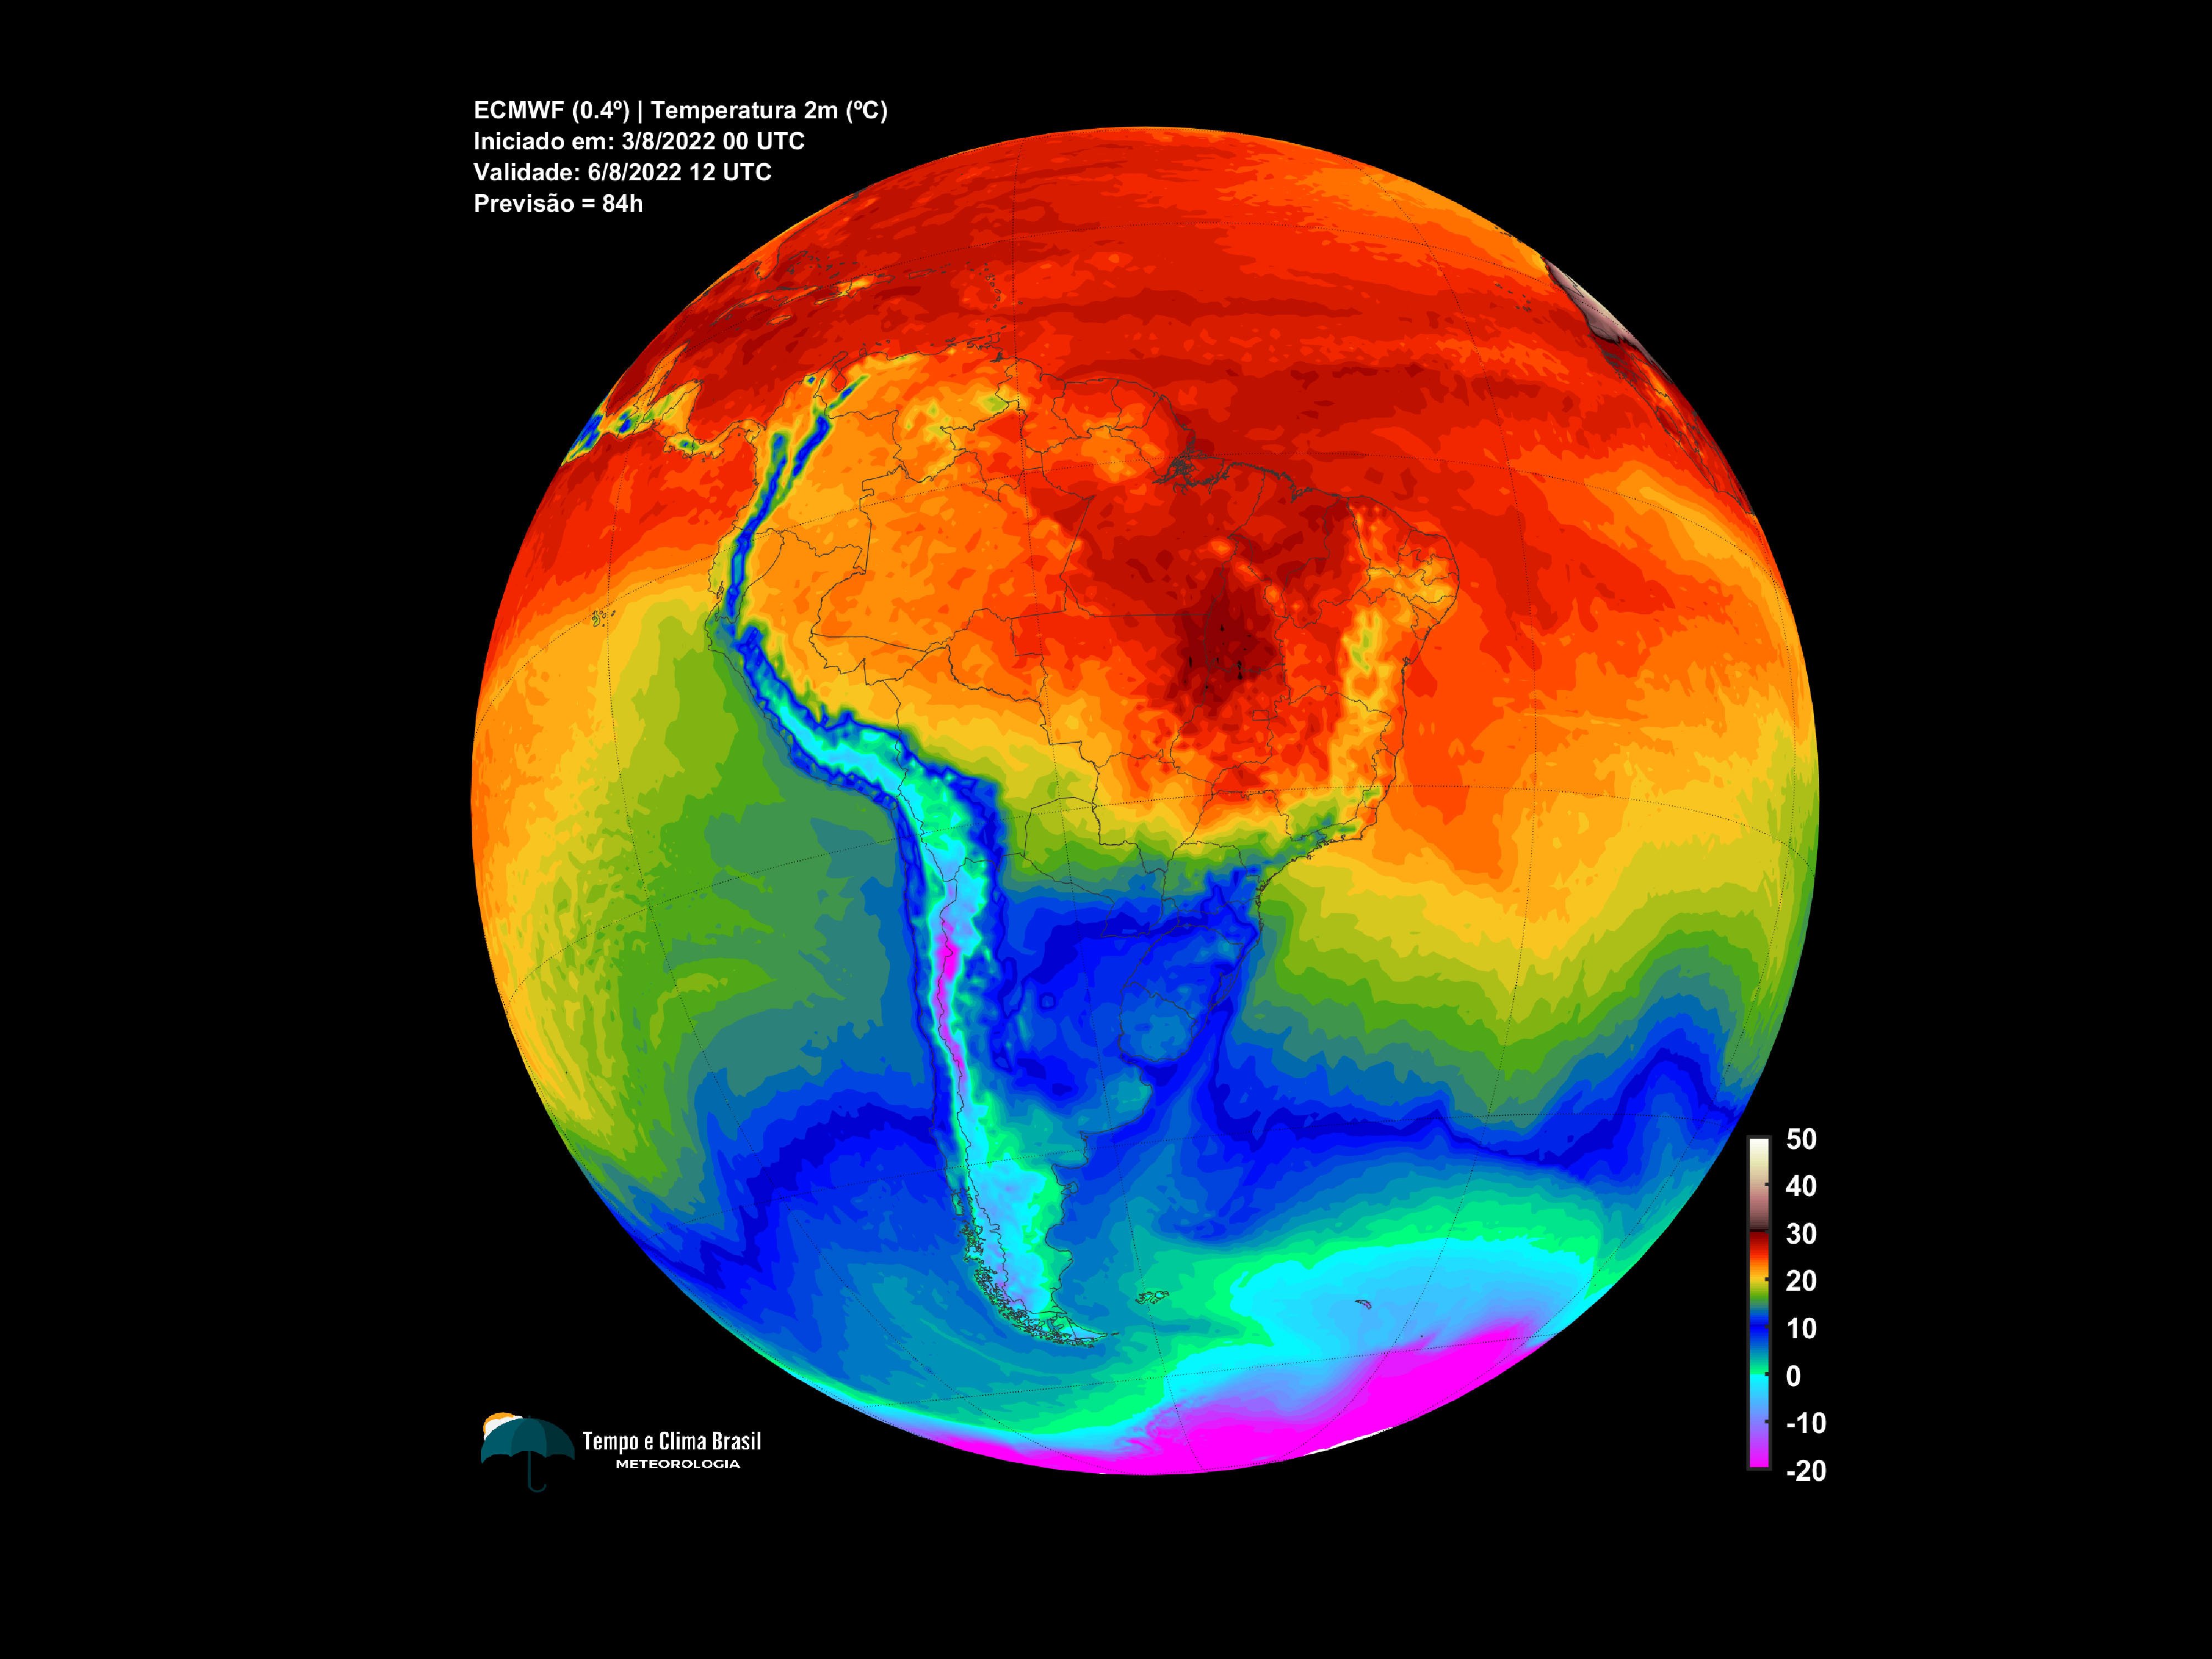 ECMWF (0.4º) | Temperatura 2m (ºC)
Iniciado em: 3/8/2022 00 UTC
Validade: 6/8/2022 12 UTC
Previsão = 84h
50
40
30
20
10
0
-10
-20
Tempo e Clima Brasil
METEOROLOGIA